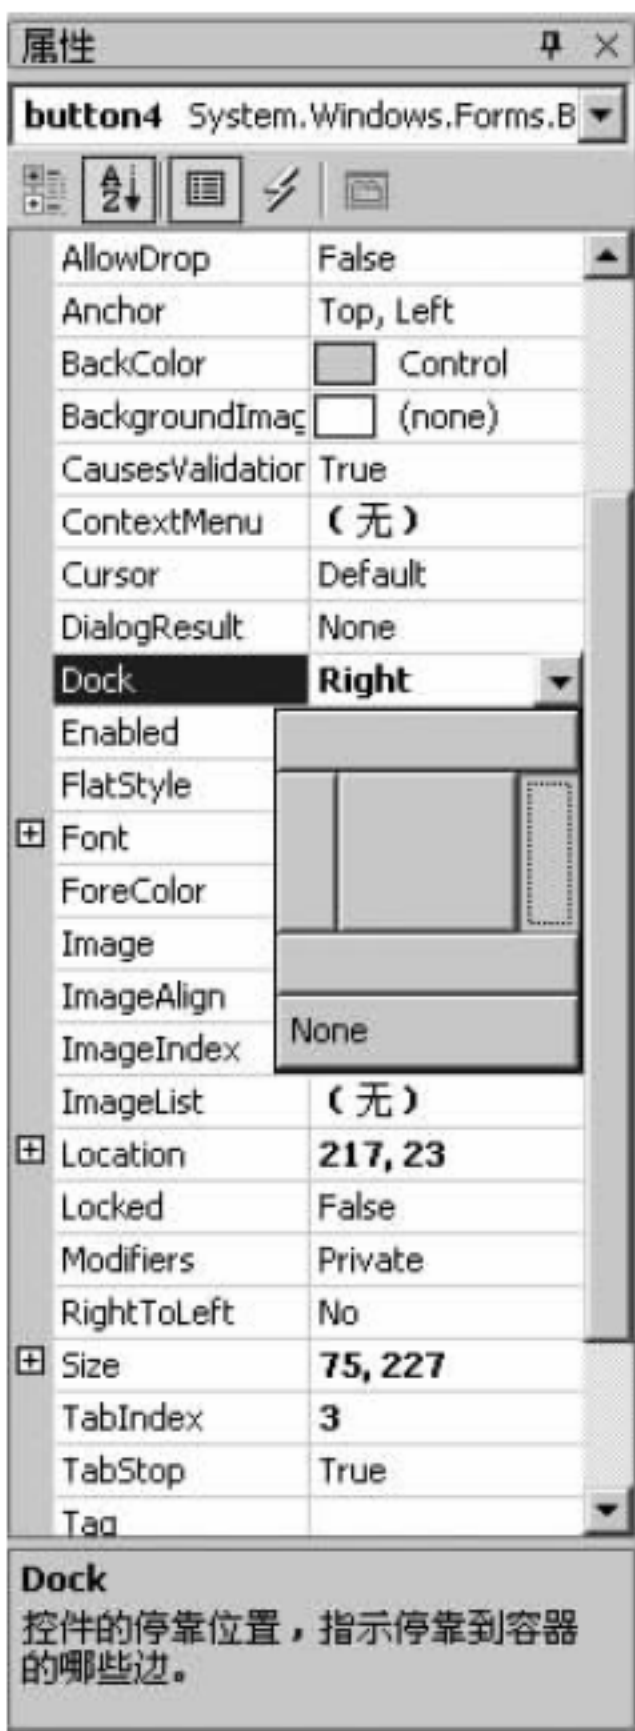 属性
button4 System.Windows.Forms.B
AllowDrop False
Anchor Top, Left
BackColor Control
BackgroundImag (none)
CausesValidation True
ContextMenu （无）
Cursor Default
DialogResult None
Dock Right
Enabled
FlatStyle
Font
ForeColor
Image
ImageAlign
ImageIndex
None
ImageList （无）
Location 217, 23
Locked False
Modifiers Private
RightToLeft No
Size 75, 227
TabIndex 3
TabStop True
Tag
Dock
控件的停靠位置，指示停靠到容器
的哪些边。